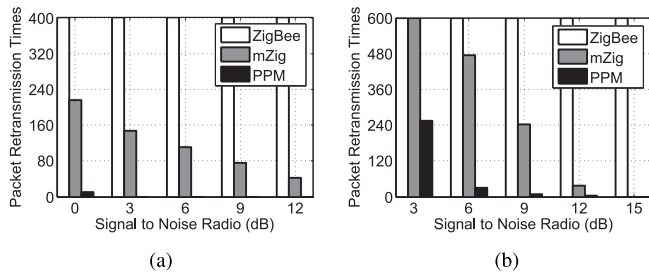 400
320
240
160
80
0
Packet Retransmission Times
ZigBee
mZig
PPM
0 3 6 9 12
Signal to Noise Radio (dB)
(a)
600
480
360
240
120
0
Packet Retransmission Times
ZigBee
mZig
PPM
3 6 9 12 15
Signal to Noise Radio (dB)
(b)